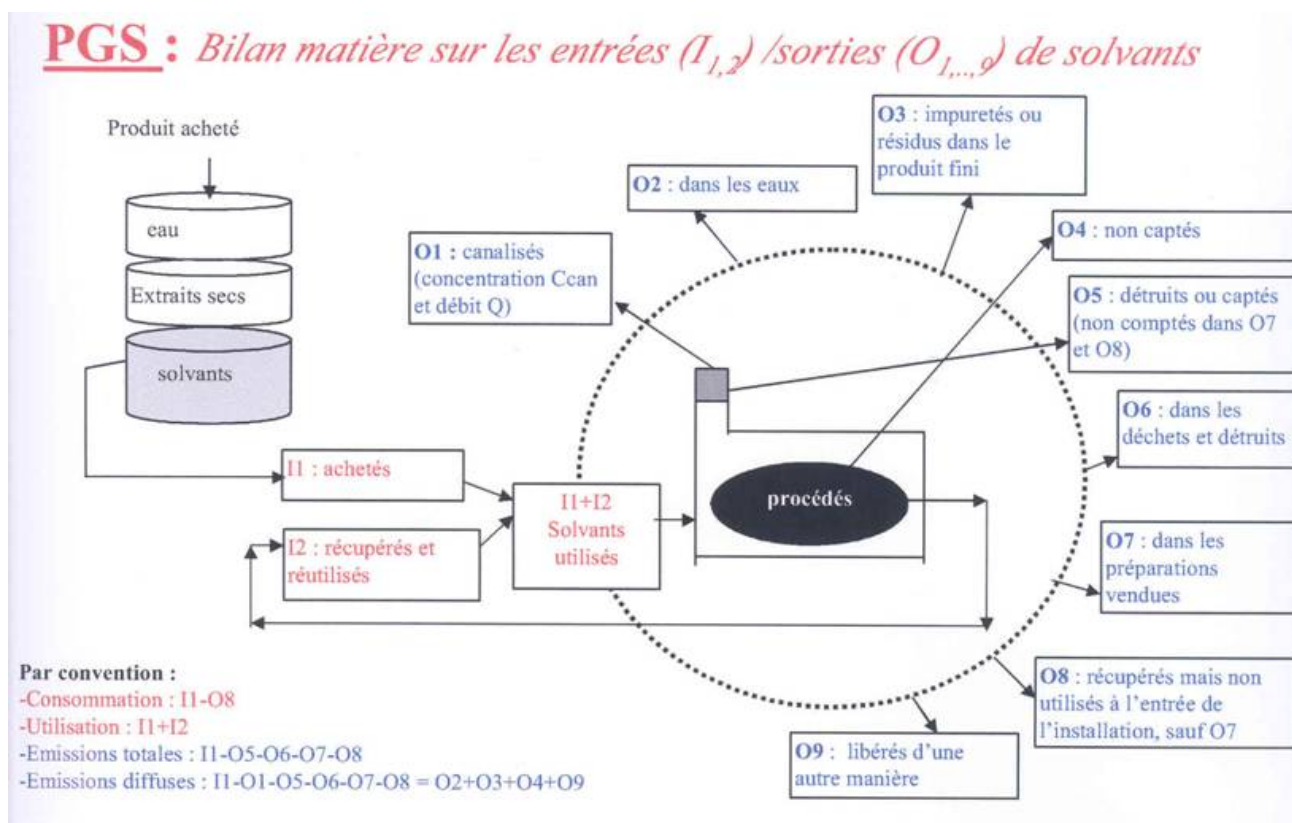 PGS : Bilan matière sur les entrées (I1,2) /sorties (O1,..,9) de solvants
Produit acheté
eau
Extraits secs
solvants
O1 : canalisés
(concentration Ccan
et débit Q)
O2 : dans les eaux
O3 : impuretés ou
résidus dans le
produit fini
O4 : non captés
O5 : détruits ou captés
(non comptés dans O7
et O8)
O6 : dans les
déchets et détruits
I1 : achetés
I2 : récupérés et
réutilisés
I1+I2
Solvants
utilisés
procédés
O7 : dans les
préparations
vendues
O8 : récupérés mais non
utilisés à l'entrée de
l'installation, sauf O7
O9 : libérés d'une
autre manière
Par convention :
-Consommation : I1-O8
-Utilisation : I1+I2
-Emissions totales : I1-O5-O6-O7-O8
-Emissions diffuses : I1-O1-O5-O6-O7-O8 = O2+O3+O4+O9